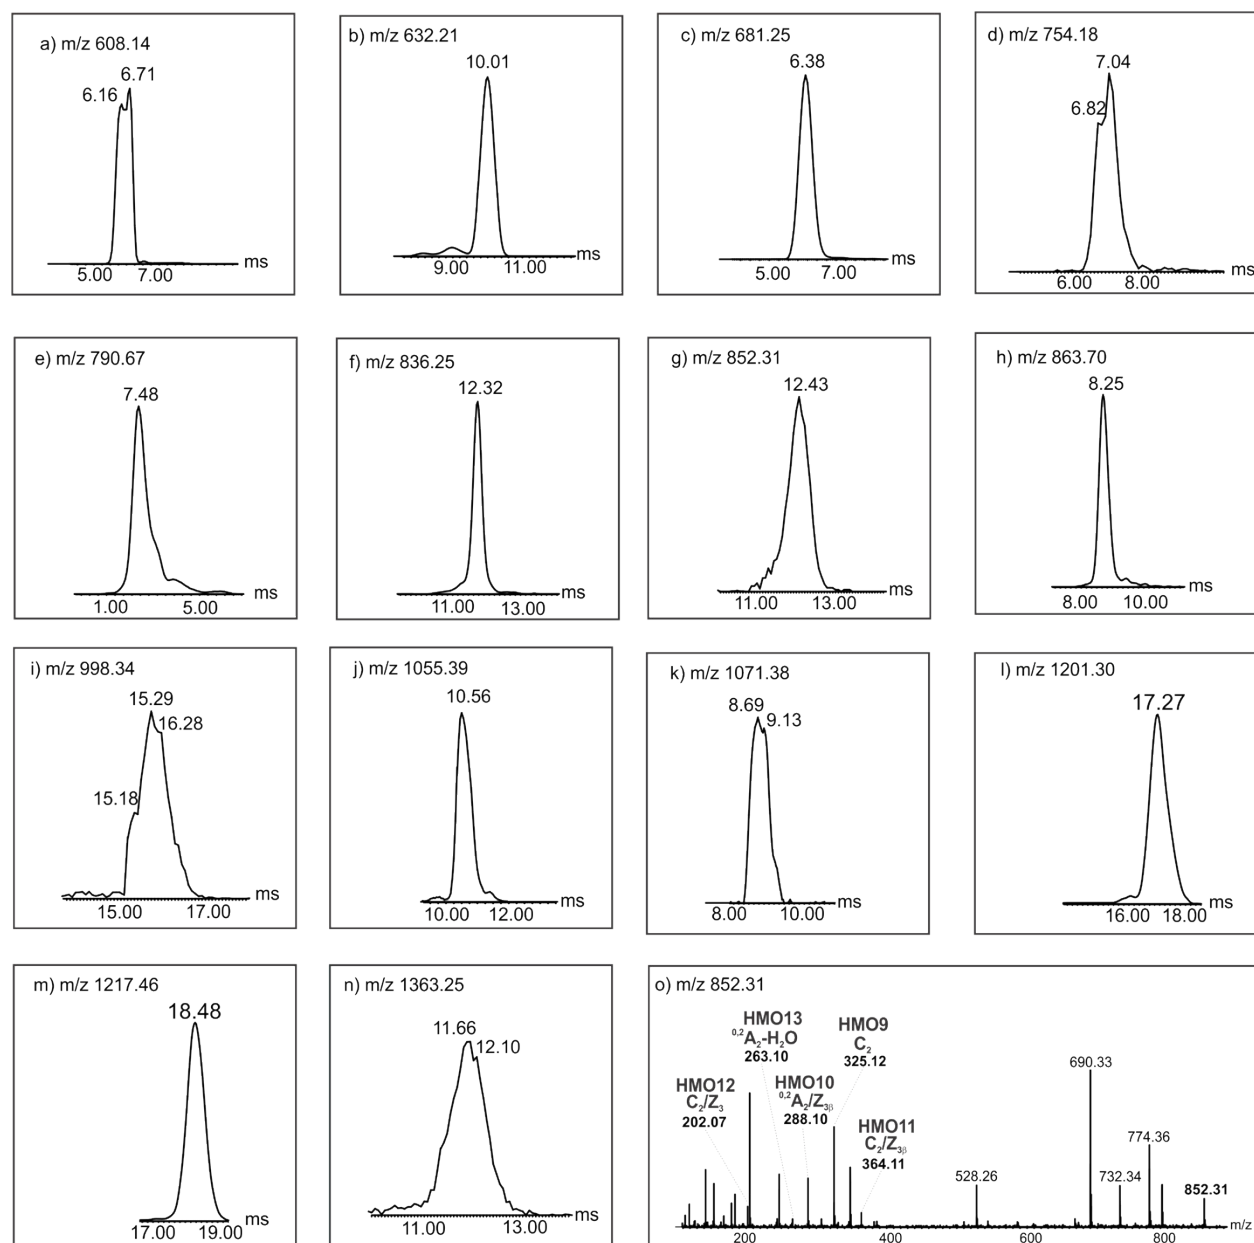 a) m/z 608.14
6.71
6.16
5.00 7.00 ms
b) m/z 632.21
10.01
9.00 11.00 ms
c) m/z 681.25
6.38
5.00 7.00 ms
d) m/z 754.18
7.04
6.82
6.00 8.00 ms
e) m/z 790.67
7.48
1.00 5.00 ms
f) m/z 836.25
12.32
11.00 13.00 ms
g) m/z 852.31
12.43
11.00 13.00 ms
h) m/z 863.70
8.25
8.00 10.00
i) m/z 998.34
15.29
16.28
15.18
15.00 17.00 ms
j) m/z 1055.39
10.56
10.00 12.00 ms
k) m/z 1071.38
8.69
9.13
8.00 10.00 ms
l) m/z 1201.30
17.27
16.00 18.00 ms
m) m/z 1217.46
18.48
17.00 19.00 ms
n) m/z 1363.25
11.66
12.10
11.00 13.00 ms
o) m/z 852.31
HMO13
0,2A2-H2O
263.10
HMO9
C2
325.12
HMO12
C2/Z3
202.07
HMO10
0,2A2/Z3β
288.10
HMO11
C2/Z3β
364.11
690.33
774.36
528.26
732.34
852.31
200 400 600 800 m/z